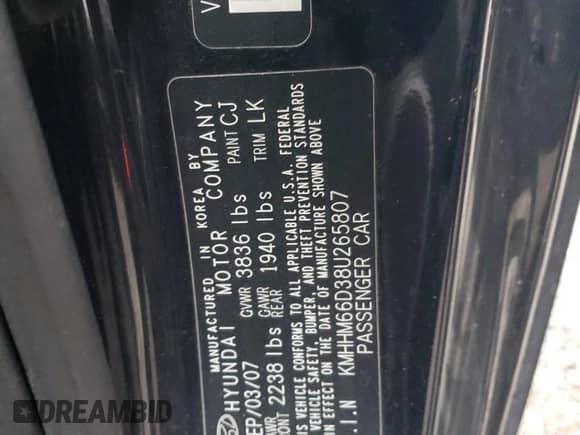 MANUFACTURED IN KOREA BY
HYUNDAI MOTOR COMPANY
EP/03/07 GVWR 3836 lbs PAINT CJ
2238 lbs GAWR REAR 1940 lbs TRIM LK
IS VEHICLE CONFORMS TO ALL APPLICABLE U.S.A. FEDERAL
VEHICLE SAFETY, BUMPER, AND THEFT PREVENTION STANDARDS
IN EFFECT ON THE DATE OF MANUFACTURE SHOWN ABOVE
.I.N KMHHM66D38U265807
PASSENGER CAR
V
DREAMBID